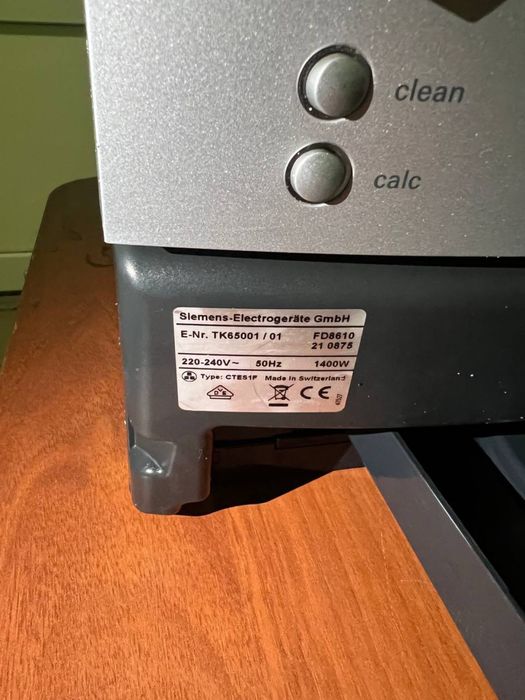 clean
calc
Siemens-Electrogeräte GmbH
E-Nr. TK65001 / 01 FD8610
21 0875
220-240V~ 50Hz 1400W
Type: CTES1F Made in Switzerland
CE